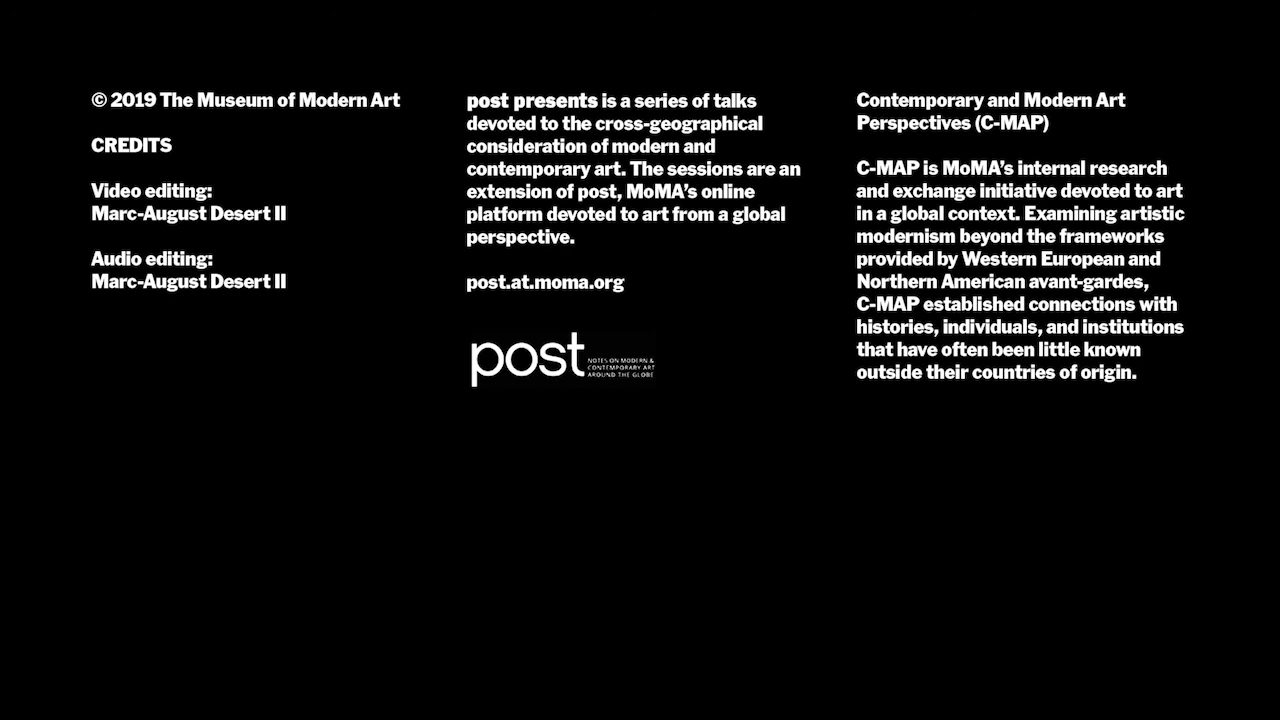 © 2019 The Museum of Modern Art
CREDITS
Video editing:
Marc-August Desert II
Audio editing:
Marc-August Desert II
post presents is a series of talks
devoted to the cross-geographical
consideration of modern and
contemporary art. The sessions are an
extension of post, MoMA’s online
platform devoted to art from a global
perspective.
post.at.moma.org
post
NOTES ON MODERN &
CONTEMPORARY ART
AROUND THE GLOBE
Contemporary and Modern Art
Perspectives (C-MAP)
C-MAP is MoMA’s internal research
and exchange initiative devoted to art
in a global context. Examining artistic
modernism beyond the frameworks
provided by Western European and
Northern American avant-gardes,
C-MAP established connections with
histories, individuals, and institutions
that have often been little known
outside their countries of origin.